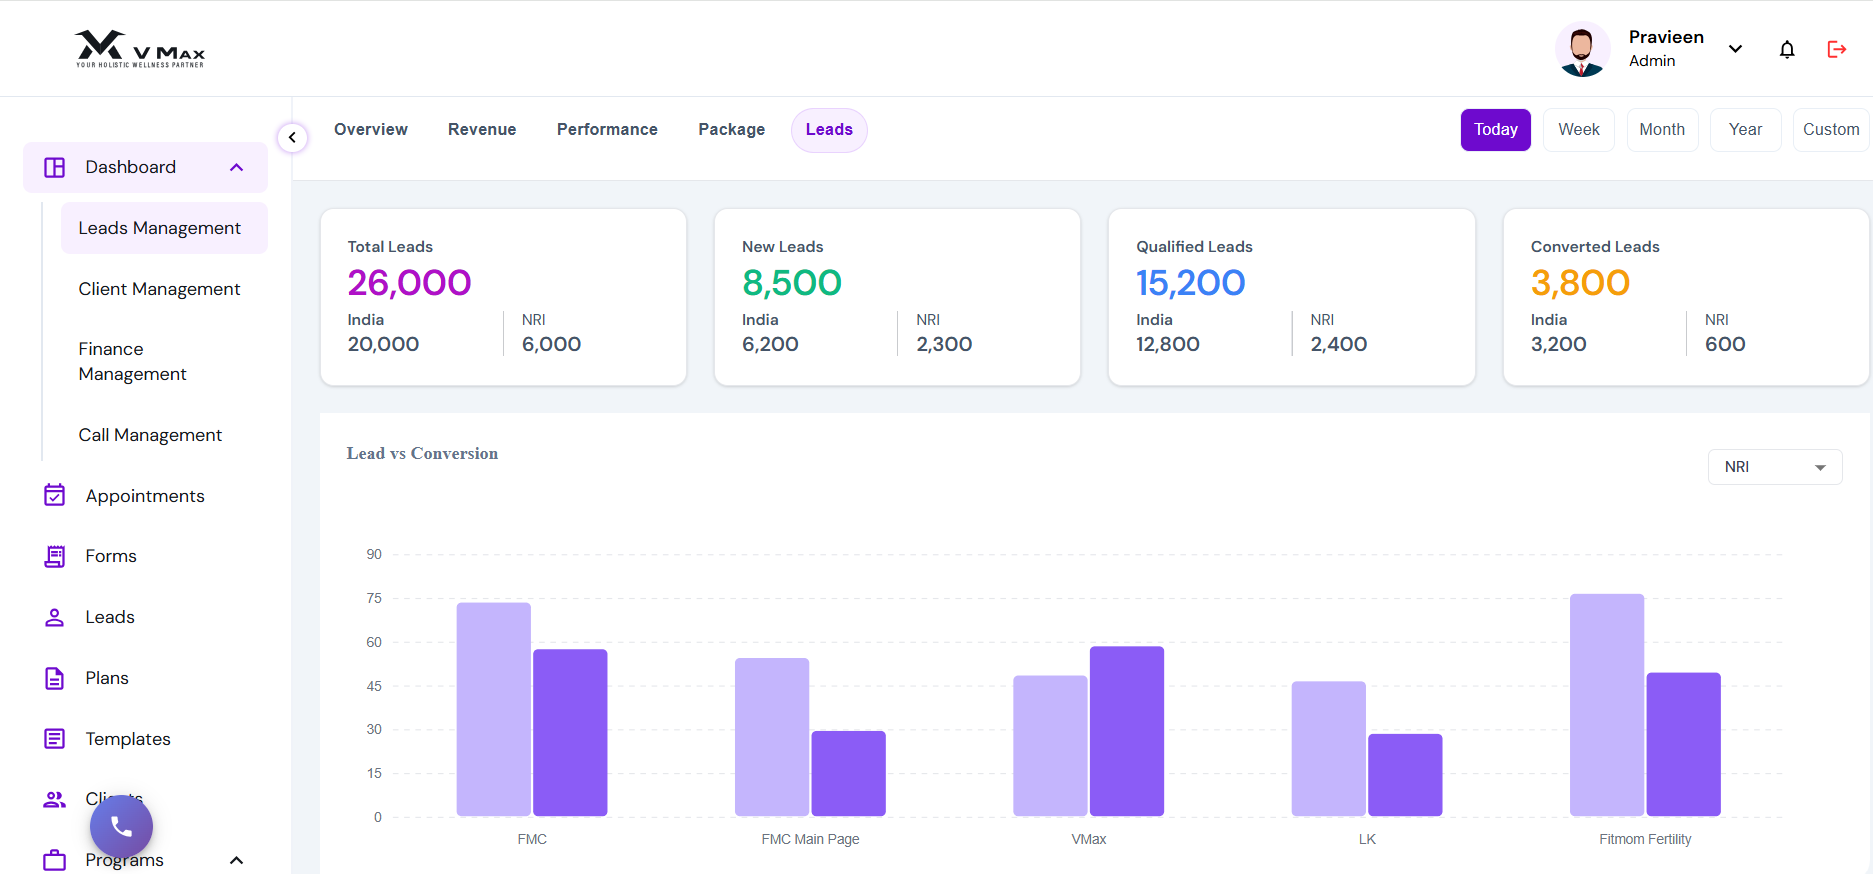 V MAX
YOUR HOLISTIC WELLNESS PARTNER
Pravieen
Admin
Dashboard
Leads Management
Client Management
Finance
Management
Call Management
Appointments
Forms
Leads
Plans
Templates
Clients
Programs
Overview Revenue Performance Package Leads
Today Week Month Year Custom
Total Leads
26,000
India NRI
20,000 6,000
New Leads
8,500
India NRI
6,200 2,300
Qualified Leads
15,200
India NRI
12,800 2,400
Converted Leads
3,800
India NRI
3,200 600
Lead vs Conversion
NRI
90
75
60
45
30
15
0
FMC FMC Main Page VMax LK Fitmom Fertility